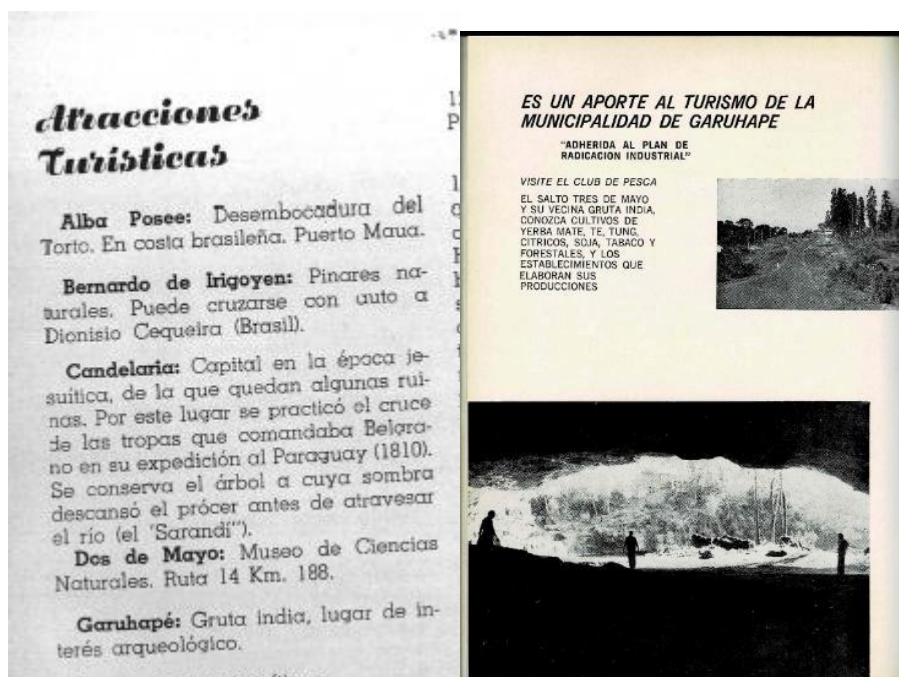 Atracciones
Turísticas
Alba Posee: Desembocadura del
Torto. En costa brasileña. Puerto Maua.
Bernardo de Irigoyen: Pinares na-
turales. Puede cruzarse con auto a
Dionisio Cequeira (Brasil).
Candelaria: Capital en la época je-
suítica, de la que quedan algunas rui-
nas. Por este lugar se practicó el cruce
de las tropas que comandaba Belgra-
no en su expedición al Paraguay (1810).
Se conserva el árbol a cuya sombra
descansó el prócer antes de atravesar
el río (el 'Sarandí").
Dos de Mayo: Museo de Ciencias
Naturales. Ruta 14 Km. 188.
Garuhapé: Gruta india, lugar de in-
terés arqueológico.
ES UN APORTE AL TURISMO DE LA
MUNICIPALIDAD DE GARUHAPE
"ADHERIDA AL PLAN DE
RADICACION INDUSTRIAL"
VISITE EL CLUB DE PESCA
EL SALTO TRES DE MAYO
Y SU VECINA GRUTA INDIA,
CONOZCA CULTIVOS DE
YERBA MATE, TE, TUNG,
CITRICOS, SOJA, TABACO Y
FORESTALES, Y LOS
ESTABLECIMIENTOS QUE
ELABORAN SUS
PRODUCCIONES